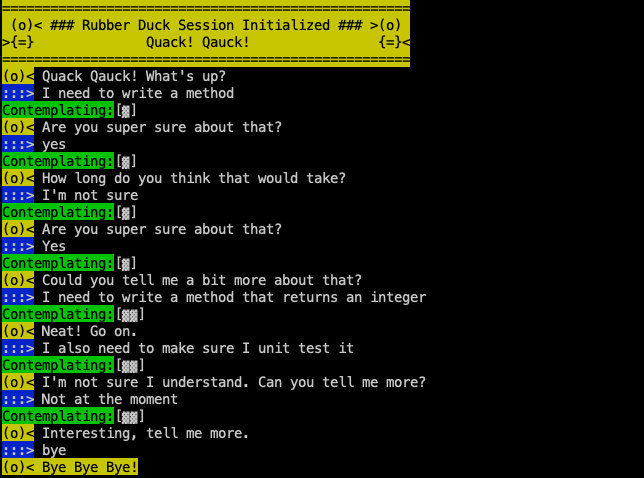 ===================================================
(o)< ### Rubber Duck Session Initialized ### >(o)
>{=}              Quack! Qauck!                {=}<
===================================================
(o)< Quack Qauck! What's up?
:::> I need to write a method
Contemplating:[▓]
(o)< Are you super sure about that?
:::> yes
Contemplating:[▓]
(o)< How long do you think that would take?
:::> I'm not sure
Contemplating:[▓]
(o)< Are you super sure about that?
:::> Yes
Contemplating:[▓]
(o)< Could you tell me a bit more about that?
:::> I need to write a method that returns an integer
Contemplating:[▓▓]
(o)< Neat! Go on.
:::> I also need to make sure I unit test it
Contemplating:[▓▓]
(o)< I'm not sure I understand. Can you tell me more?
:::> Not at the moment
Contemplating:[▓▓]
(o)< Interesting, tell me more.
:::> bye
(o)< Bye Bye Bye!